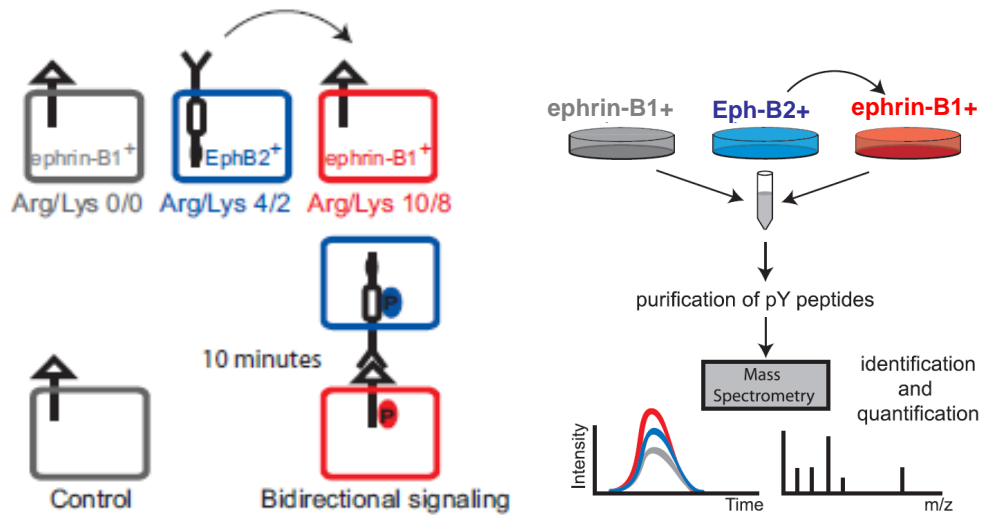 ephrin-B1+
EphB2+
ephrin-B1+
Arg/Lys 0/0
Arg/Lys 4/2
Arg/Lys 10/8
P
10 minutes
P
Control
Bidirectional signaling
ephrin-B1+
Eph-B2+
ephrin-B1+
purification of pY peptides
Mass
Spectrometry
identification
and
quantification
Intensity
Time
m/z